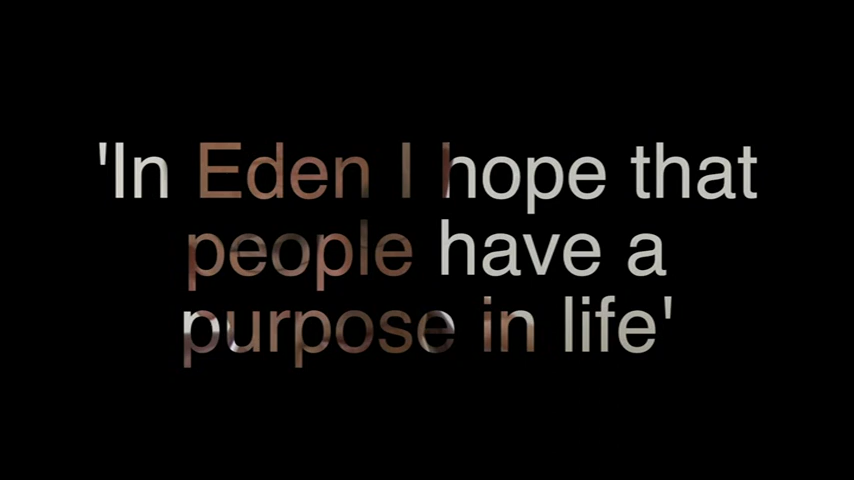 'In Eden I hope that
people have a
purpose in life'